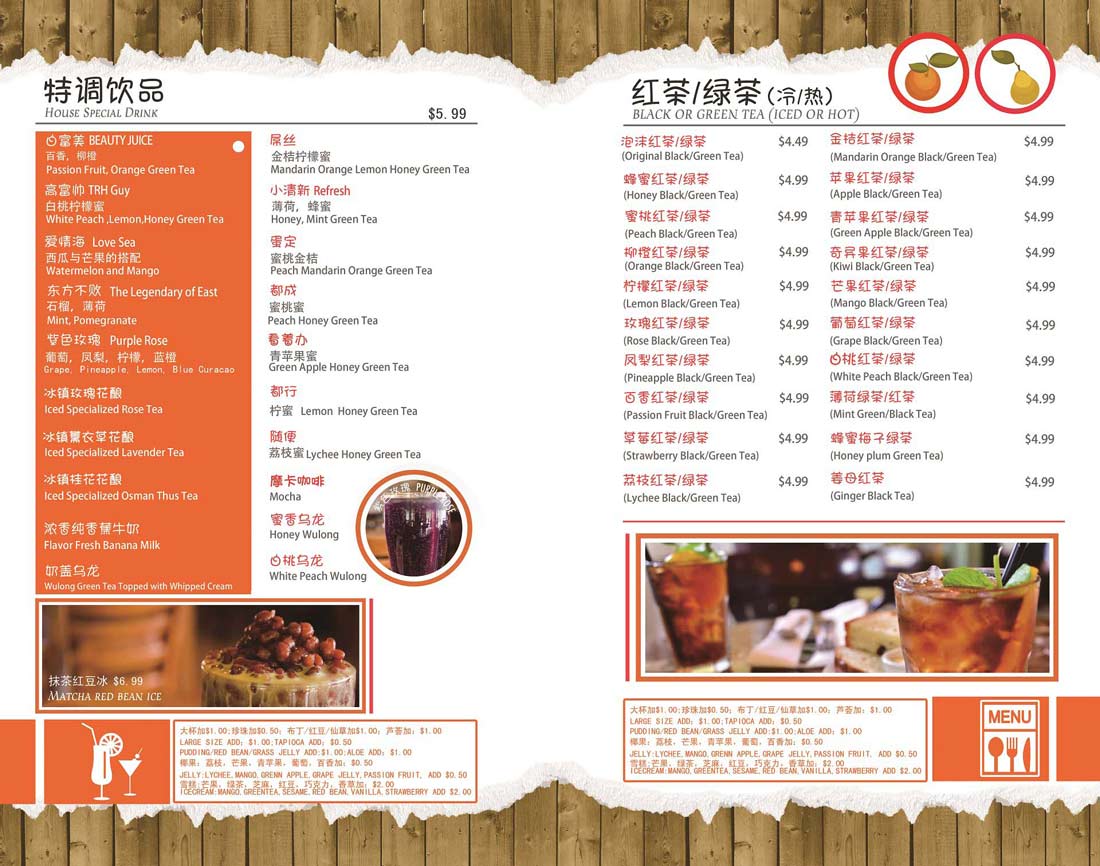 特调饮品
HOUSE SPECIAL DRINK
$5.99
白富美 BEAUTY JUICE
百香，柳橙
Passion Fruit, Orange Green Tea
高富帅 TRH Guy
白桃柠檬蜜
White Peach ,Lemon,Honey Green Tea
爱情海 Love Sea
西瓜与芒果的搭配
Watermelon and Mango
东方不败 The Legendary of East
石榴，薄荷
Mint, Pomegranate
紫色玫瑰 Purple Rose
葡萄，凤梨，柠檬，蓝橙
Grape, Pineapple, Lemon, Blue Curacao
冰镇玫瑰花酿
Iced Specialized Rose Tea
冰镇薰衣草花酿
Iced Specialized Lavender Tea
冰镇桂花花酿
Iced Specialized Osman Thus Tea
浓香纯香蕉牛奶
Flavor Fresh Banana Milk
奶盖乌龙
Wulong Green Tea Topped with Whipped Cream
屌丝
金桔柠檬蜜
Mandarin Orange Lemon Honey Green Tea
小清新 Refresh
薄荷，蜂蜜
Honey, Mint Green Tea
蛋定
蜜桃金桔
Peach Mandarin Orange Green Tea
都成
蜜桃蜜
Peach Honey Green Tea
看着办
青苹果蜜
Green Apple Honey Green Tea
都行
柠蜜 Lemon Honey Green Tea
随便
荔枝蜜 Lychee Honey Green Tea
摩卡咖啡
Mocha
蜜香乌龙
Honey Wulong
白桃乌龙
White Peach Wulong
紫色玫瑰 PURPLE ROSE
抹茶红豆冰 $6.99
MATCHA RED BEAN ICE
大杯加$1.00;珍珠加$0.50; 布丁/红豆/仙草加$1.00; 芦荟加: $1.00
LARGE SIZE ADD: $1.00;TAPIOCA ADD: $0.50
PUDDING/RED BEAN/GRASS JELLY ADD:$1.00;ALOE ADD: $1.00
椰果: 荔枝, 芒果, 青苹果, 葡萄, 百香加: $0.50
JELLY:LYCHEE, MANGO, GRENN APPLE, GRAPE JELLY, PASSION FRUIT, ADD $0.50
雪糕:芒果, 绿茶, 芝麻, 红豆, 巧克力, 香草加: $2.00
ICECREAM:MANGO, GREENTEA, SESAME, RED BEAN, VANILLA, STRAWBERRY ADD $2.00
红茶/绿茶 (冷/热)
BLACK OR GREEN TEA (ICED OR HOT)
泡沫红茶/绿茶 $4.49
(Original Black/Green Tea)
蜂蜜红茶/绿茶 $4.99
(Honey Black/Green Tea)
蜜桃红茶/绿茶 $4.99
(Peach Black/Green Tea)
柳橙红茶/绿茶 $4.99
(Orange Black/Green Tea)
柠檬红茶/绿茶 $4.99
(Lemon Black/Green Tea)
玫瑰红茶/绿茶 $4.99
(Rose Black/Green Tea)
凤梨红茶/绿茶 $4.99
(Pineapple Black/Green Tea)
百香红茶/绿茶 $4.99
(Passion Fruit Black/Green Tea)
草莓红茶/绿茶 $4.99
(Strawberry Black/Green Tea)
荔枝红茶/绿茶 $4.99
(Lychee Black/Green Tea)
金桔红茶/绿茶 $4.99
(Mandarin Orange Black/Green Tea)
苹果红茶/绿茶 $4.99
(Apple Black/Green Tea)
青苹果红茶/绿茶 $4.99
(Green Apple Black/Green Tea)
奇异果红茶/绿茶 $4.99
(Kiwi Black/Green Tea)
芒果红茶/绿茶 $4.99
(Mango Black/Green Tea)
葡萄红茶/绿茶 $4.99
(Grape Black/Green Tea)
白桃红茶/绿茶 $4.99
(White Peach Black/Green Tea)
薄荷绿茶/红茶 $4.99
(Mint Green/Black Tea)
蜂蜜梅子绿茶 $4.99
(Honey plum Green Tea)
姜母红茶 $4.99
(Ginger Black Tea)
大杯加$1.00;珍珠加$0.50; 布丁/红豆/仙草加$1.00; 芦荟加: $1.00
LARGE SIZE ADD: $1.00;TAPIOCA ADD: $0.50
PUDDING/RED BEAN/GRASS JELLY ADD:$1.00;ALOE ADD: $1.00
椰果: 荔枝, 芒果, 青苹果, 葡萄, 百香加: $0.50
JELLY:LYCHEE, MANGO, GRENN APPLE, GRAPE JELLY, PASSION FRUIT, ADD $0.50
雪糕:芒果, 绿茶, 芝麻, 红豆, 巧克力, 香草加: $2.00
ICECREAM:MANGO, GREENTEA, SESAME, RED BEAN, VANILLA, STRAWBERRY ADD $2.00
MENU